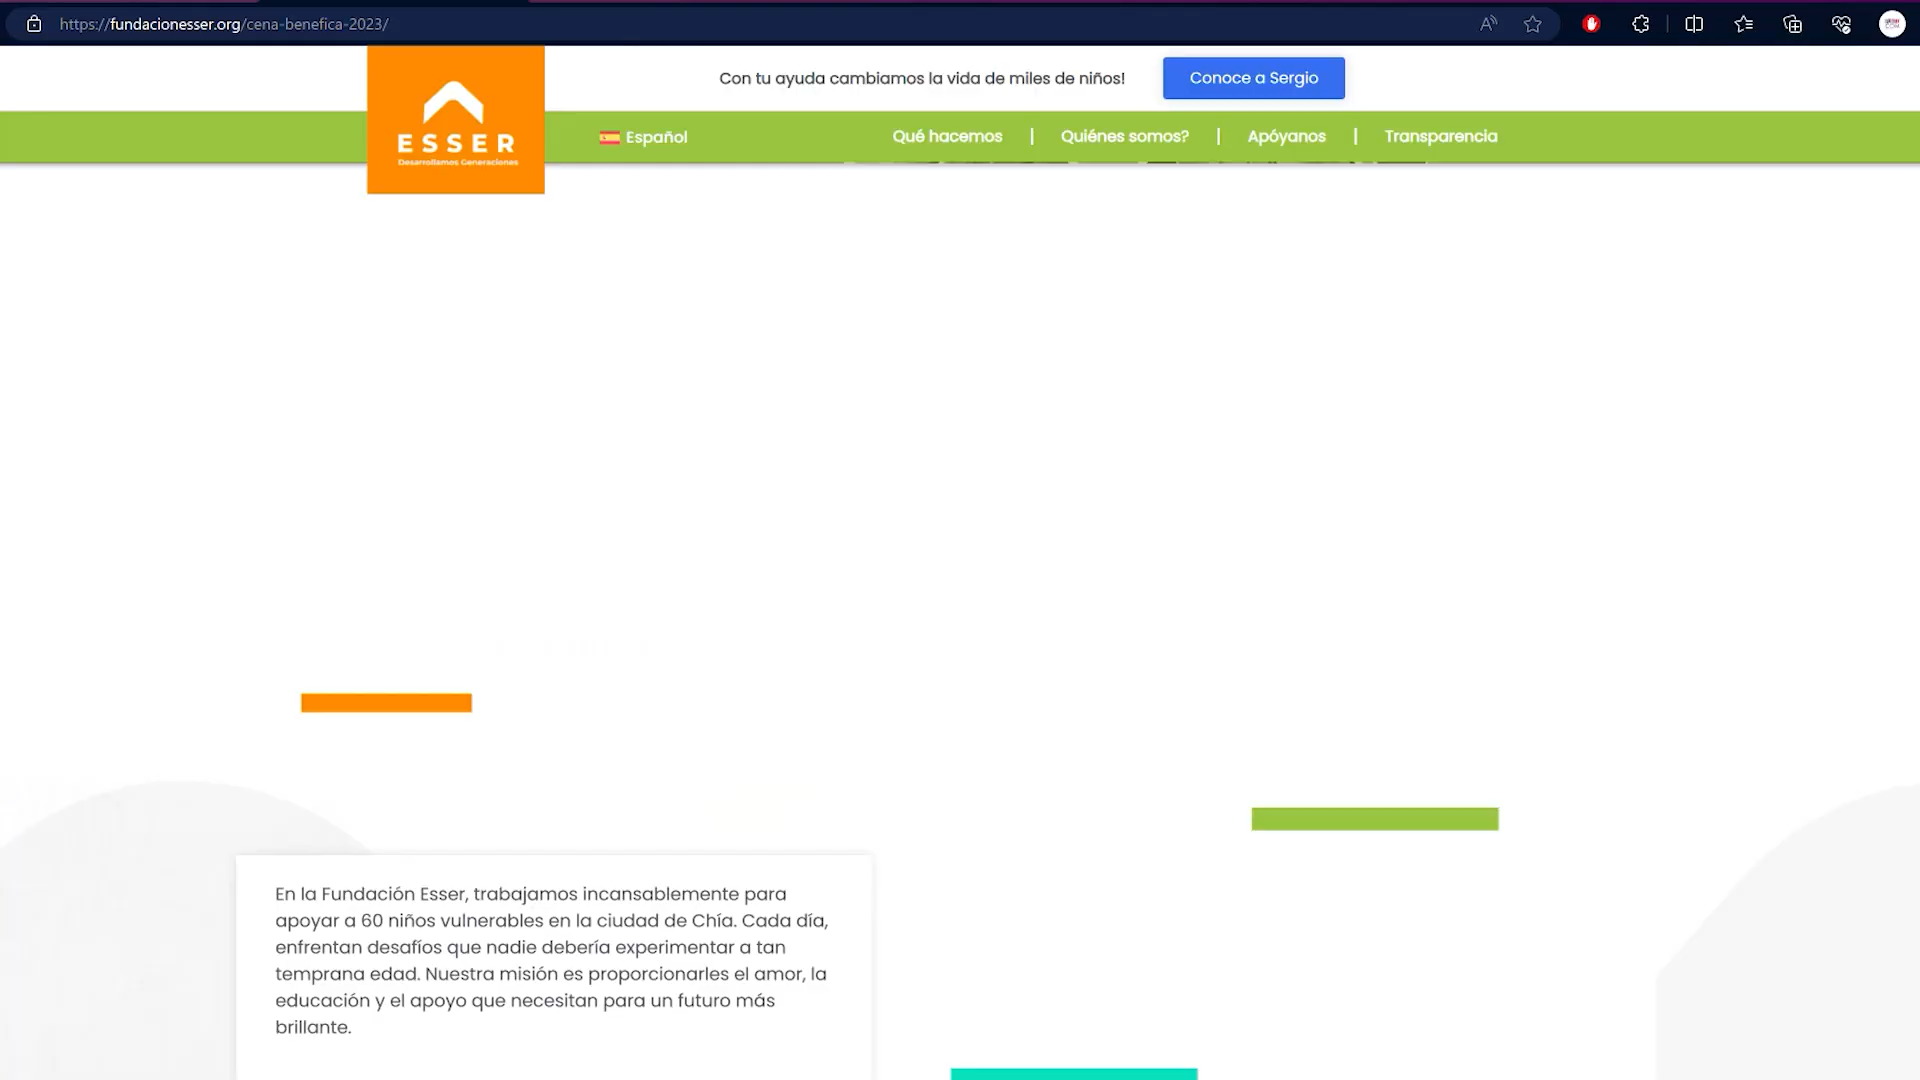 https://fundacionesser.org/cena-benefica-2023/
Con tu ayuda cambiamos la vida de miles de niños!
Conoce a Sergio
ESSER
Desarrollamos Generaciones
Español
Qué hacemos | Quiénes somos? | Apóyanos | Transparencia
En la Fundación Esser, trabajamos incansablemente para
apoyar a 60 niños vulnerables en la ciudad de Chía. Cada día,
enfrentan desafíos que nadie debería experimentar a tan
temprana edad. Nuestra misión es proporcionarles el amor, la
educación y el apoyo que necesitan para un futuro más
brillante.